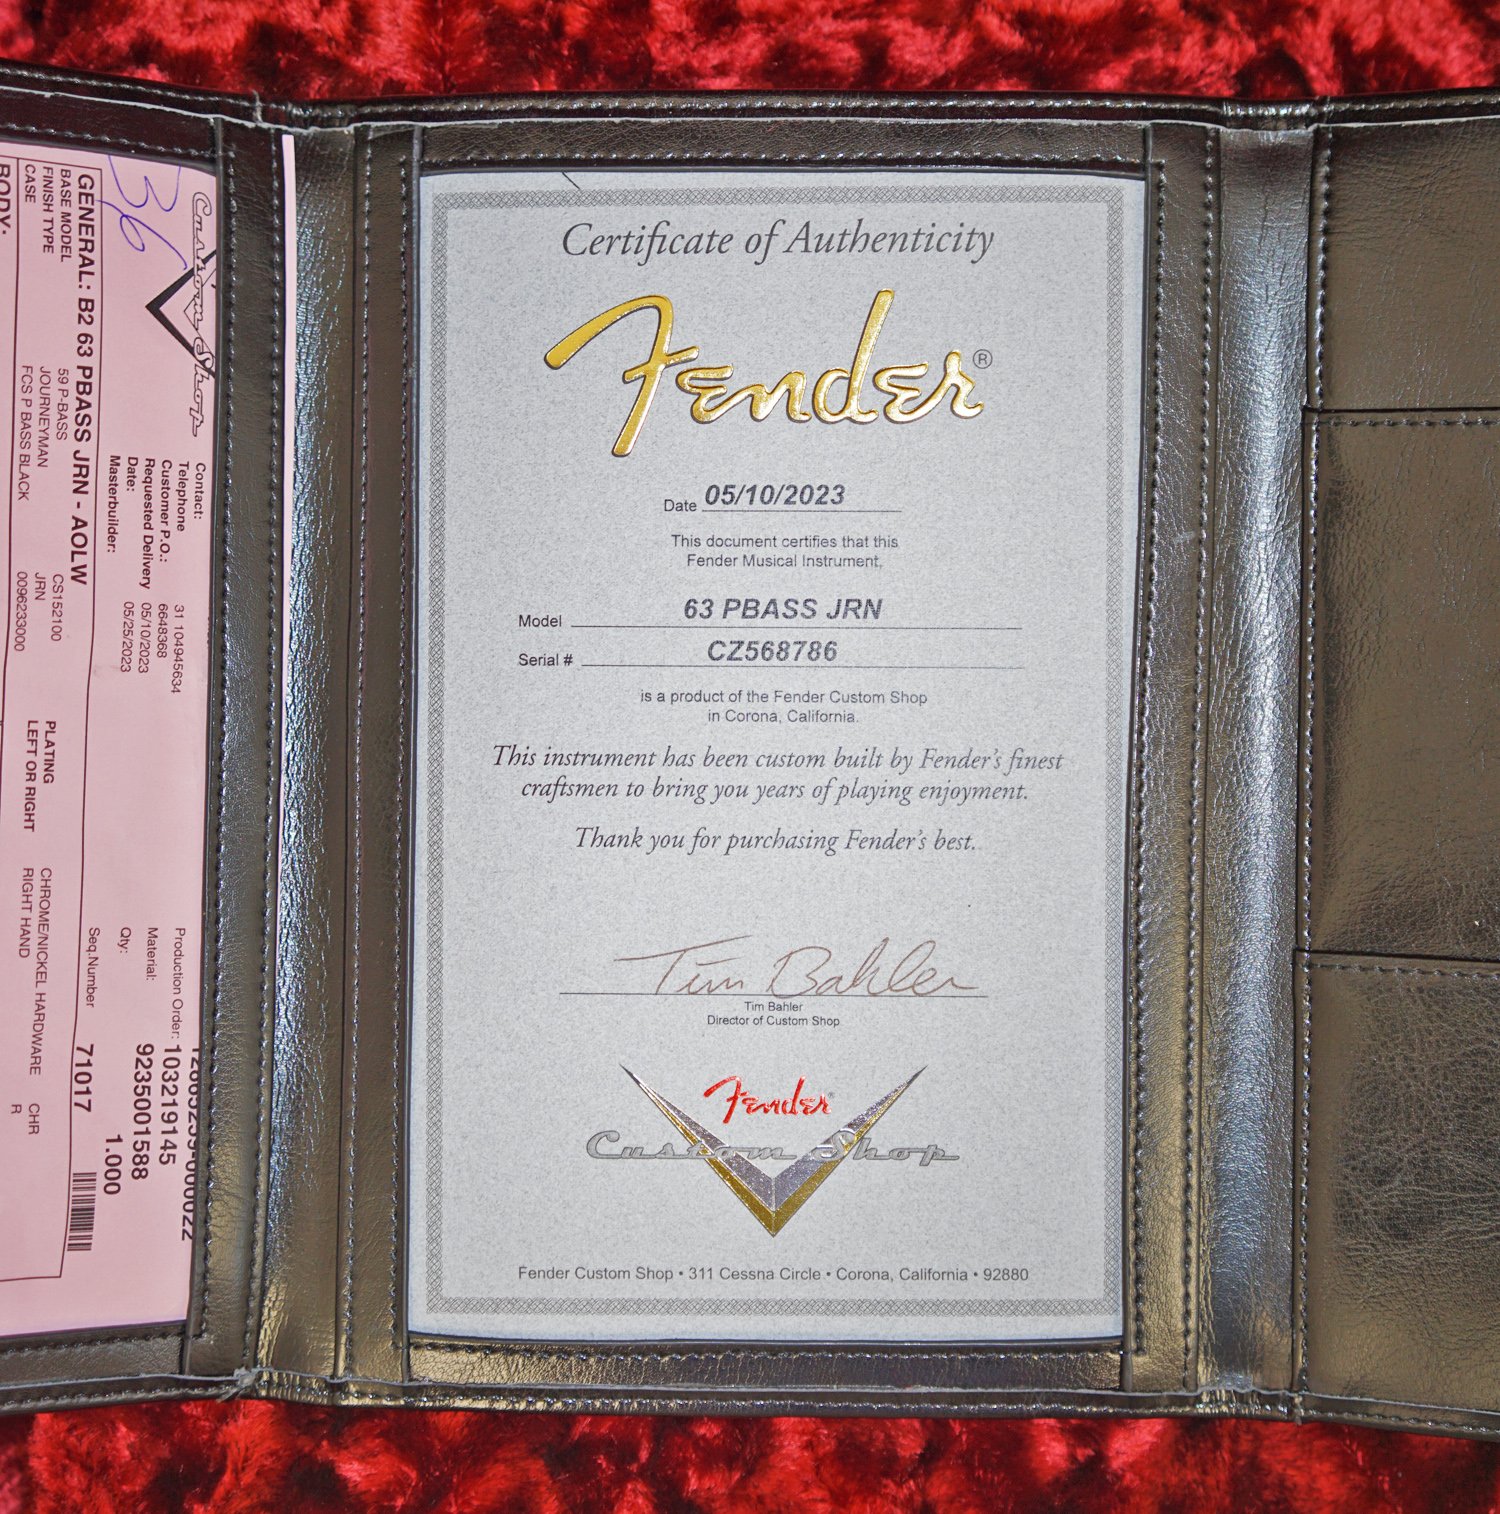 Certificate of Authenticity
Fender®
Date 05/10/2023
This document certifies that this
Fender Musical Instrument,
Model 63 PBASS JRN
Serial # CZ568786
is a product of the Fender Custom Shop
in Corona, California.
This instrument has been custom built by Fender's finest
craftsmen to bring you years of playing enjoyment.
Thank you for purchasing Fender's best.
Tim Bahler
Tim Bahler
Director of Custom Shop
Fender
Custom Shop
Fender Custom Shop • 311 Cessna Circle • Corona, California • 92880
36
Custom Shop
Contact:
Telephone 31 104945634
Customer P.O.: 6648368
Requested Delivery 05/10/2023
Date: 05/25/2023
Masterbuilder:
Production Order: 103219145
Material: 9235001588
Qty: 1.000
GENERAL: B2 63 PBASS JRN - AOLW
Seq.Number 71017
BASE MODEL 59 P-BASS CS152100
FINISH TYPE JOURNEYMAN JRN PLATING CHROME/NICKEL HARDWARE CHR
CASE FCS P BASS BLACK 0096233000 LEFT OR RIGHT RIGHT HAND R
BODY: